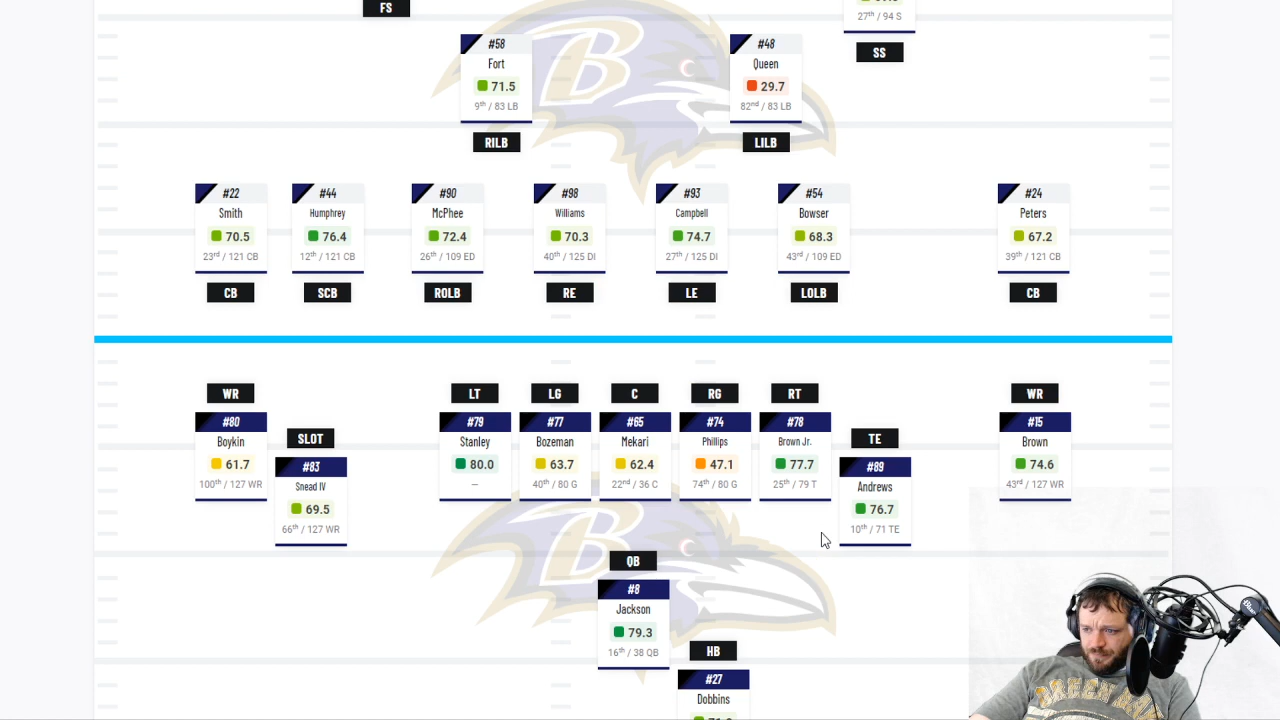 FS
27th / 94 S
SS
#58
Fort
71.5
9th / 83 LB
RILB
#48
Queen
29.7
82nd / 83 LB
LILB
#22
Smith
70.5
23rd / 121 CB
CB
#44
Humphrey
76.4
12th / 121 CB
SCB
#90
McPhee
72.4
26th / 109 ED
ROLB
#98
Williams
70.3
40th / 125 DI
RE
#93
Campbell
74.7
27th / 125 DI
LE
#54
Bowser
68.3
43rd / 109 ED
LOLB
#24
Peters
67.2
39th / 121 CB
CB
WR
#80
Boykin
61.7
100th / 127 WR
SLOT
#83
Snead IV
69.5
66th / 127 WR
LT
#79
Stanley
80.0
—
LG
#77
Bozeman
63.7
40th / 80 G
C
#65
Mekari
62.4
22nd / 36 C
RG
#74
Phillips
47.1
74th / 80 G
RT
#78
Brown Jr.
77.7
25th / 79 T
TE
#89
Andrews
76.7
10th / 71 TE
WR
#15
Brown
74.6
43rd / 127 WR
QB
#8
Jackson
79.3
16th / 38 QB
HB
#27
Dobbins